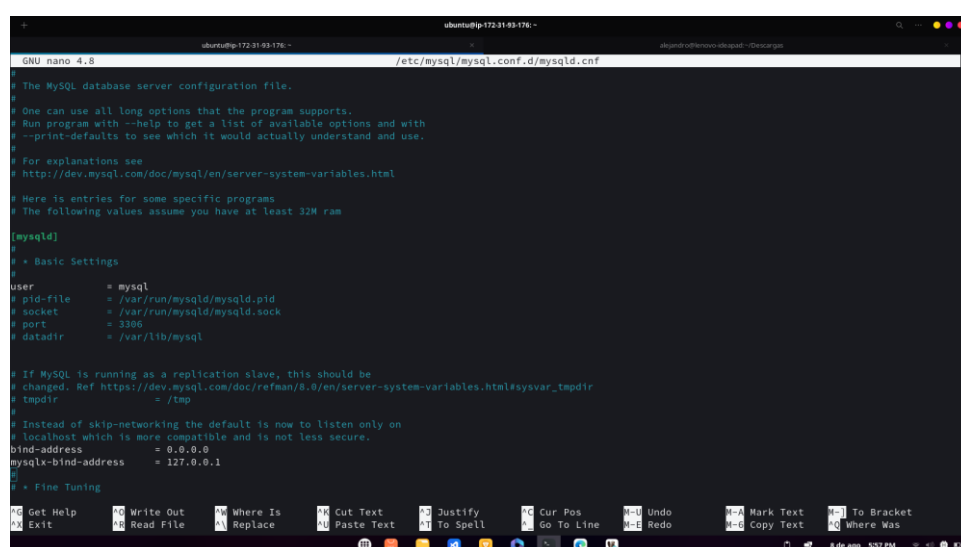 ubuntu@ip-172-31-93-176: ~
ubuntu@ip-172-31-93-176: ~
alejandro@lenovo-ideapad:~/Descargas
GNU nano 4.8
/etc/mysql/mysql.conf.d/mysqld.cnf
#
# The MySQL database server configuration file.
#
# One can use all long options that the program supports.
# Run program with --help to get a list of available options and with
# --print-defaults to see which it would actually understand and use.
#
# For explanations see
# http://dev.mysql.com/doc/mysql/en/server-system-variables.html

# Here is entries for some specific programs
# The following values assume you have at least 32M ram

[mysqld]
#
# * Basic Settings
#
user = mysql
# pid-file = /var/run/mysqld/mysqld.pid
# socket = /var/run/mysqld/mysqld.sock
# port = 3306
# datadir = /var/lib/mysql

# If MySQL is running as a replication slave, this should be
# changed. Ref https://dev.mysql.com/doc/refman/8.0/en/server-system-variables.html#sysvar_tmpdir
# tmpdir = /tmp
#
# Instead of skip-networking the default is now to listen only on
# localhost which is more compatible and is not less secure.
bind-address = 0.0.0.0
mysqlx-bind-address = 127.0.0.1
#
# * Fine Tuning
^G Get Help ^O Write Out ^W Where Is ^K Cut Text ^J Justify ^C Cur Pos M-U Undo M-A Mark Text M-] To Bracket
^X Exit ^R Read File ^\ Replace ^U Paste Text ^T To Spell ^_ Go To Line M-E Redo M-6 Copy Text ^Q Where Was
8 de ago 5:57 PM